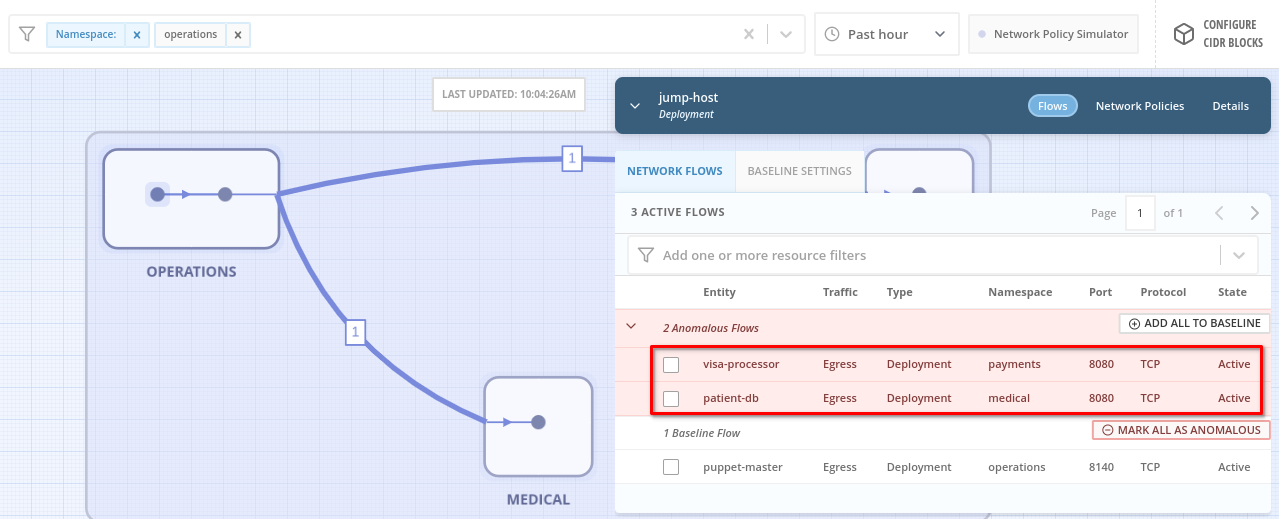 Namespace: operations Past hour Network Policy Simulator CONFIGURE CIDR BLOCKS
LAST UPDATED: 10:04:26AM
1
OPERATIONS
1
MEDICAL
jump-host
Deployment
Flows Network Policies Details
NETWORK FLOWS BASELINE SETTINGS
3 ACTIVE FLOWS Page 1 of 1
Add one or more resource filters
Entity Traffic Type Namespace Port Protocol State
2 Anomalous Flows ADD ALL TO BASELINE
visa-processor Egress Deployment payments 8080 TCP Active
patient-db Egress Deployment medical 8080 TCP Active
1 Baseline Flow MARK ALL AS ANOMALOUS
puppet-master Egress Deployment operations 8140 TCP Active